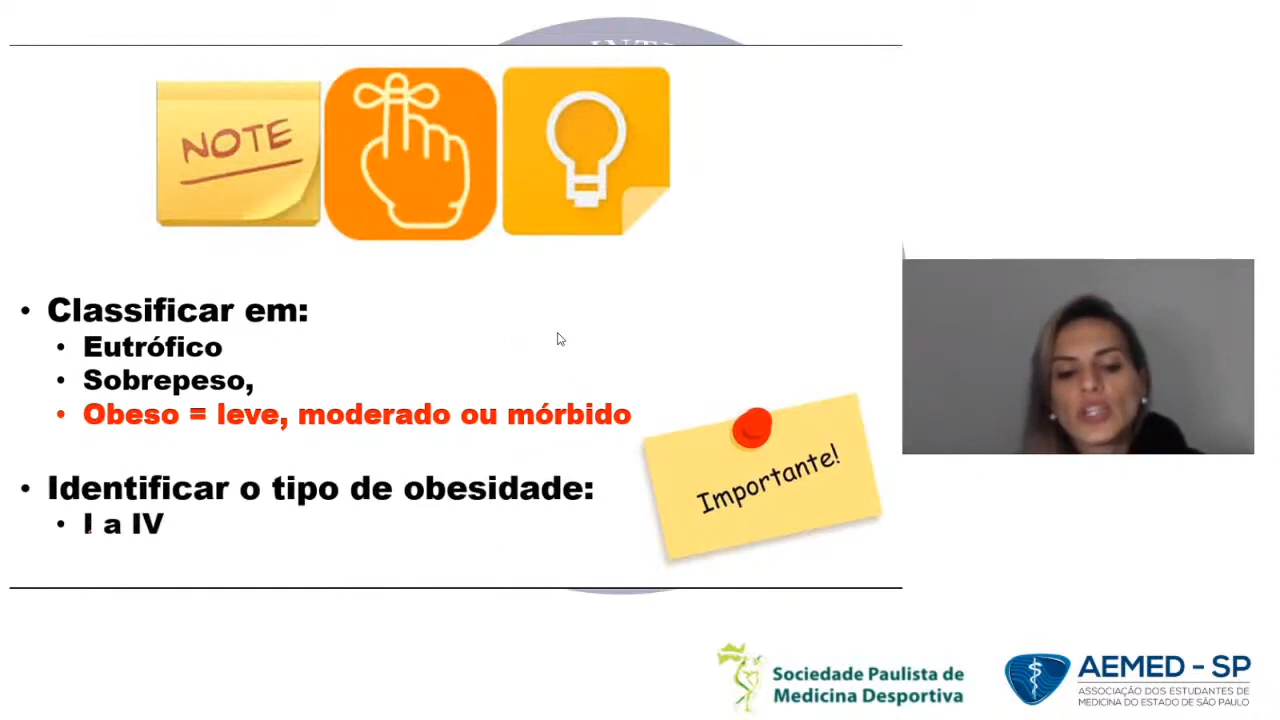 NOTE
Classificar em:
Eutrófico
Sobrepeso,
Obeso = leve, moderado ou mórbido
Importante!
Identificar o tipo de obesidade:
I a IV
Sociedade Paulista de
Medicina Desportiva
AEMED - SP
ASSOCIAÇÃO DOS ESTUDANTES DE
MEDICINA DO ESTADO DE SÃO PAULO